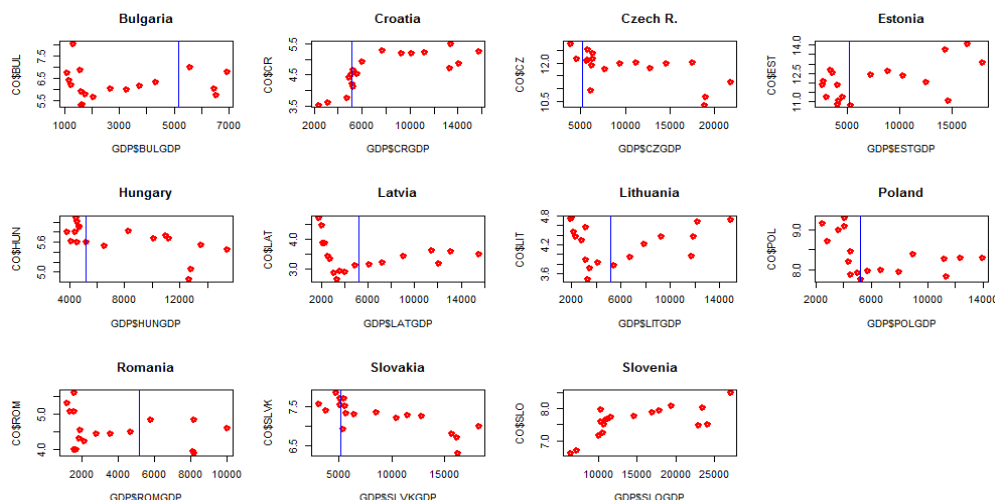 Bulgaria
Croatia
Czech R.
Estonia
CO$BUL
5.5 6.5 7.5
1000 3000 5000 7000
GDP$BULGDP
CO$CR
3.5 4.5 5.5
2000 6000 10000 14000
GDP$CRGDP
CO$CZ
10.5 12.0
5000 10000 15000 20000
GDP$CZGDP
CO$EST
11.0 12.5 14.0
5000 10000 15000
GDP$ESTGDP
Hungary
Latvia
Lithuania
Poland
CO$HUN
5.0 5.6
4000 8000 12000
GDP$HUNGDP
CO$LAT
3.0 4.0
2000 6000 10000 14000
GDP$LATGDP
CO$LIT
3.6 4.2 4.8
2000 6000 10000 14000
GDP$LITGDP
CO$POL
8.0 9.0
2000 6000 10000 14000
GDP$POLGDP
Romania
Slovakia
Slovenia
CO$ROM
4.0 5.0
2000 4000 6000 8000 10000
GDP$ROMGDP
CO$SLVK
6.5 7.5
5000 10000 15000
GDP$SLVKGDP
CO$SLO
7.0 8.0
10000 15000 20000 25000
GDP$SLOGDP